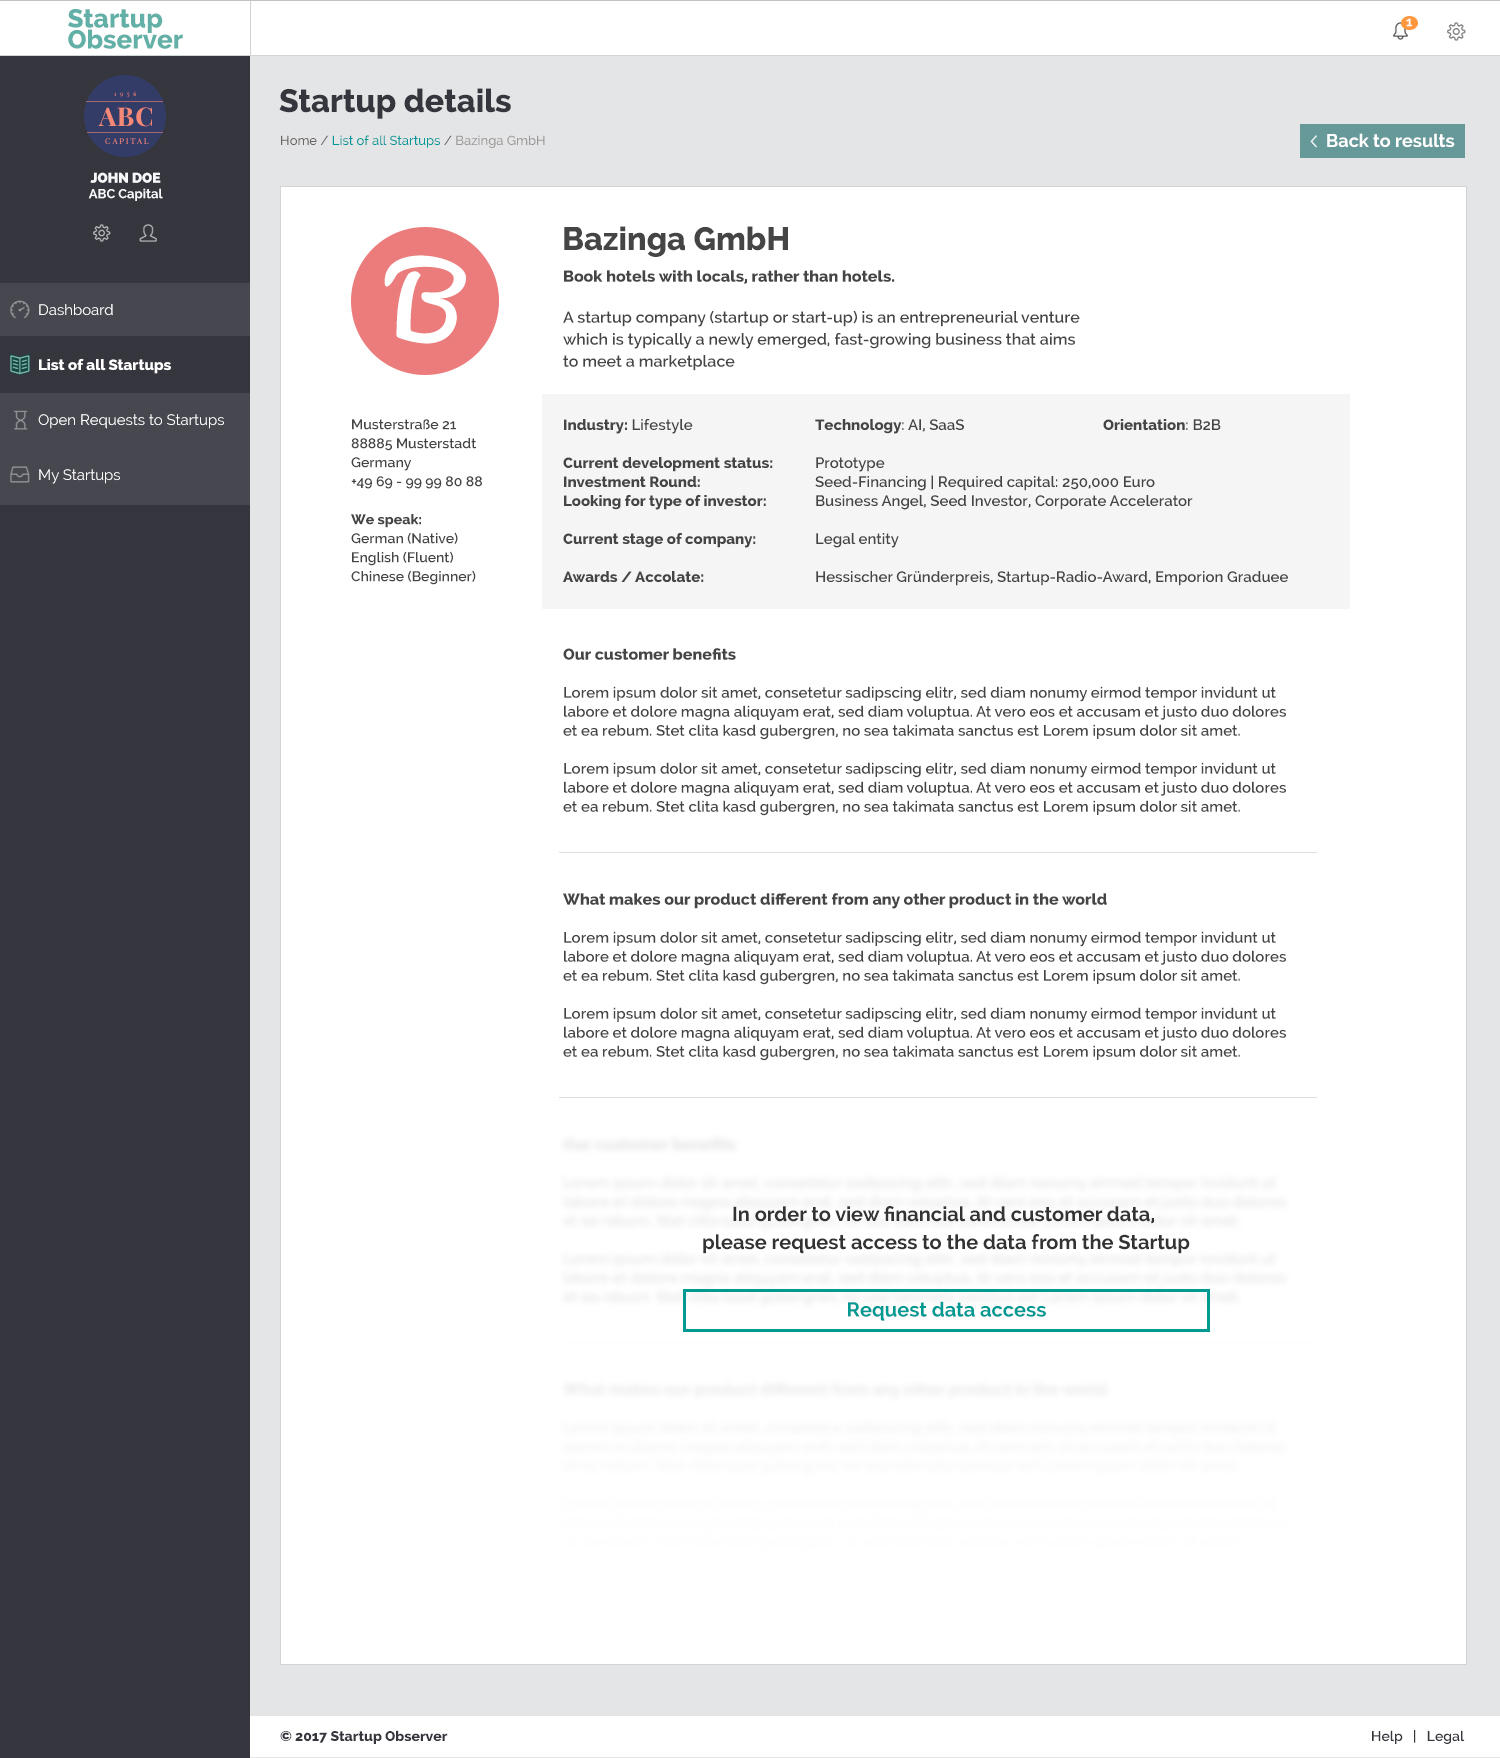 Startup
Observer
1
1956
ABC
CAPITAL
JOHN DOE
ABC Capital
Dashboard
List of all Startups
Open Requests to Startups
My Startups
Startup details
Home / List of all Startups / Bazinga GmbH
Back to results
B
Musterstraße 21
88885 Musterstadt
Germany
+49 69 - 99 99 80 88
We speak:
German (Native)
English (Fluent)
Chinese (Beginner)
Bazinga GmbH
Book hotels with locals, rather than hotels.
A startup company (startup or start-up) is an entrepreneurial venture
which is typically a newly emerged, fast-growing business that aims
to meet a marketplace
Industry: Lifestyle Technology: AI, SaaS Orientation: B2B
Current development status: Prototype
Investment Round: Seed-Financing | Required capital: 250,000 Euro
Looking for type of investor: Business Angel, Seed Investor, Corporate Accelerator
Current stage of company: Legal entity
Awards / Accolate: Hessischer Gründerpreis, Startup-Radio-Award, Emporion Graduee
Our customer benefits
Lorem ipsum dolor sit amet, consetetur sadipscing elitr, sed diam nonumy eirmod tempor invidunt ut
labore et dolore magna aliquyam erat, sed diam voluptua. At vero eos et accusam et justo duo dolores
et ea rebum. Stet clita kasd gubergren, no sea takimata sanctus est Lorem ipsum dolor sit amet.
Lorem ipsum dolor sit amet, consetetur sadipscing elitr, sed diam nonumy eirmod tempor invidunt ut
labore et dolore magna aliquyam erat, sed diam voluptua. At vero eos et accusam et justo duo dolores
et ea rebum. Stet clita kasd gubergren, no sea takimata sanctus est Lorem ipsum dolor sit amet.
What makes our product different from any other product in the world
Lorem ipsum dolor sit amet, consetetur sadipscing elitr, sed diam nonumy eirmod tempor invidunt ut
labore et dolore magna aliquyam erat, sed diam voluptua. At vero eos et accusam et justo duo dolores
et ea rebum. Stet clita kasd gubergren, no sea takimata sanctus est Lorem ipsum dolor sit amet.
Lorem ipsum dolor sit amet, consetetur sadipscing elitr, sed diam nonumy eirmod tempor invidunt ut
labore et dolore magna aliquyam erat, sed diam voluptua. At vero eos et accusam et justo duo dolores
et ea rebum. Stet clita kasd gubergren, no sea takimata sanctus est Lorem ipsum dolor sit amet.
In order to view financial and customer data,
please request access to the data from the Startup
Request data access
© 2017 Startup Observer
Help | Legal